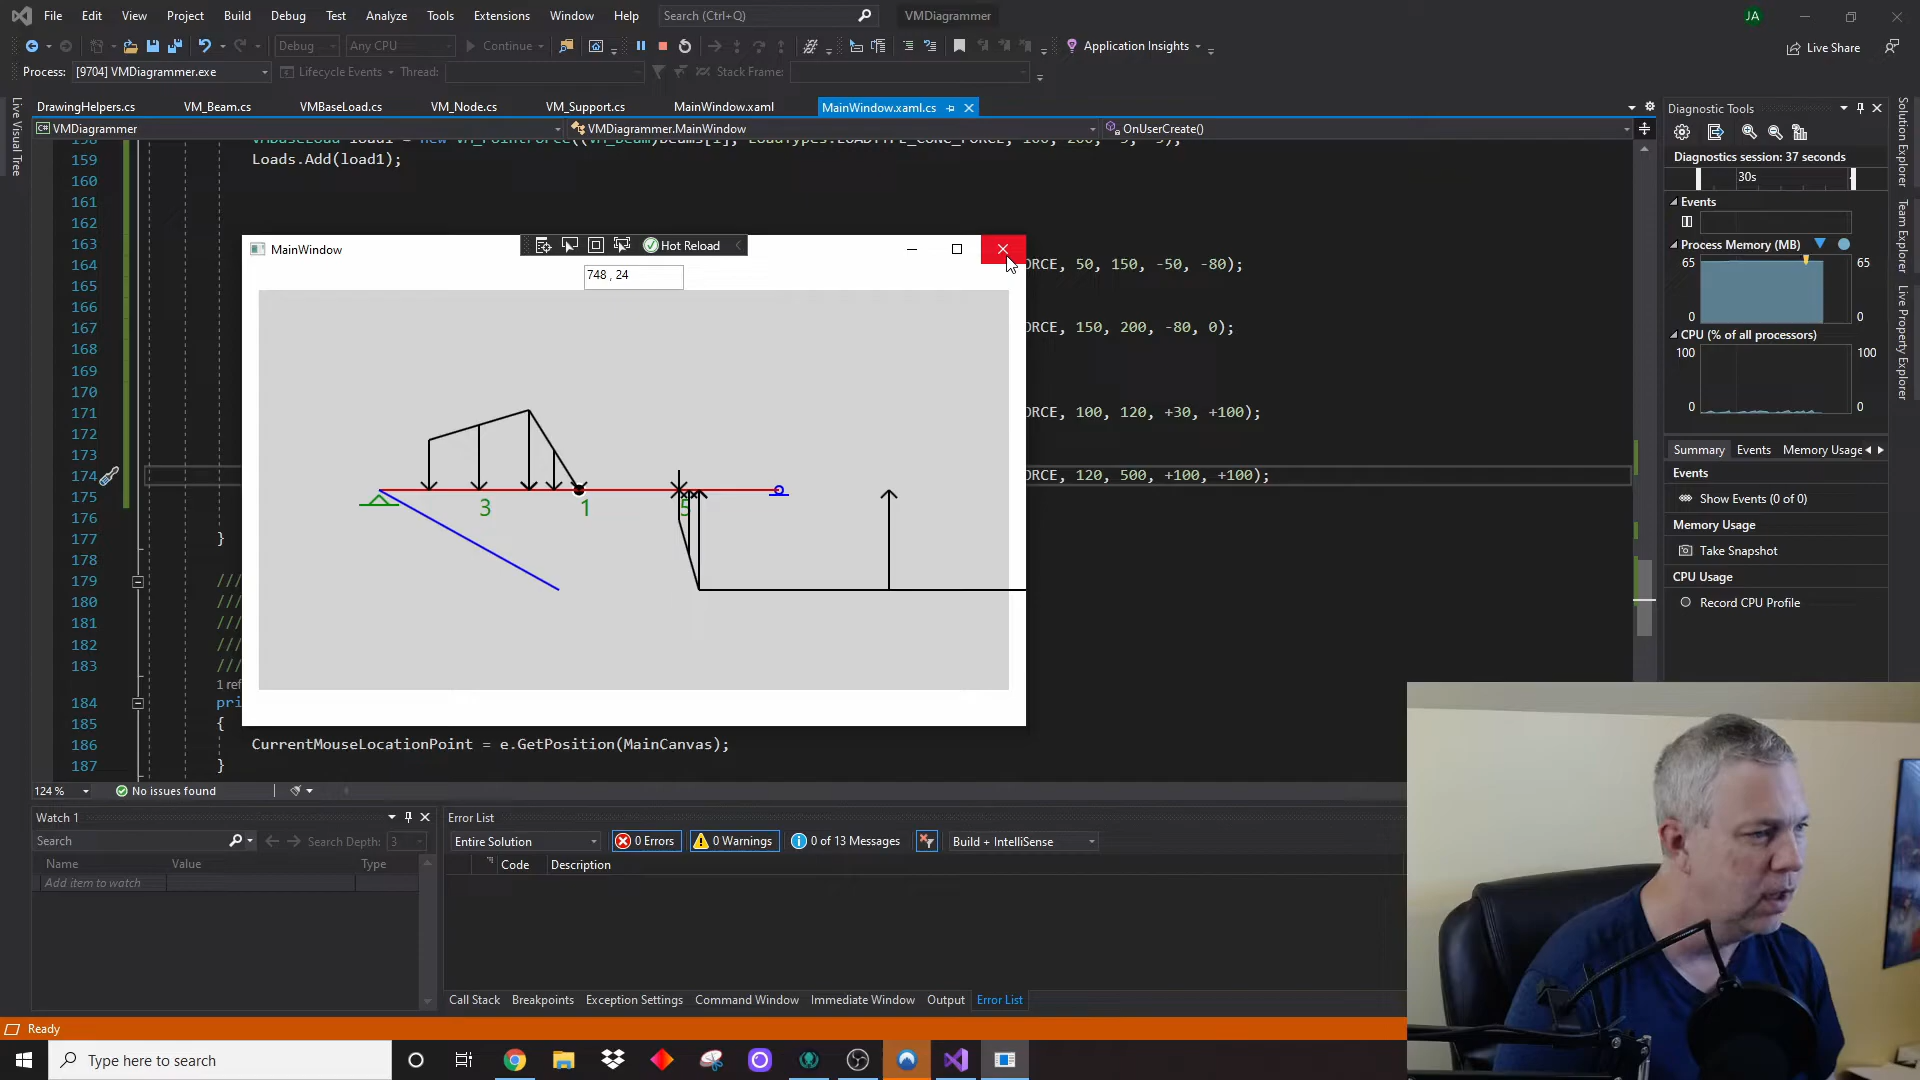 File Edit View Project Build Debug Test Analyze Tools Extensions Window Help Search (Ctrl+Q) VMDiagrammer JA
Debug Any CPU Continue Application Insights Live Share
Process: [9704] VMDiagrammer.exe Lifecycle Events Thread: Stack Frame:
DrawingHelpers.cs VM_Beam.cs VMBaseLoad.cs VM_Node.cs VM_Support.cs MainWindow.xaml MainWindow.xaml.cs
VMDiagrammer VMDiagrammer.MainWindow OnUserCreate()
Live Visual Tree
159 Loads.Add(load1);
160
161
162
163
164 ORCE, 50, 150, -50, -80);
165
166
167 ORCE, 150, 200, -80, 0);
168
169
170
171 ORCE, 100, 120, +30, +100);
172
173
174 ORCE, 120, 500, +100, +100);
175
176
177 }
178
179 ///
180 ///
181 ///
182 ///
183 ///
1 ref
184 pri
185 {
186 CurrentMouseLocationPoint = e.GetPosition(MainCanvas);
187 }
MainWindow Hot Reload
748 , 24
3 1 5
124 % No issues found
Watch 1
Search Search Depth: 3
Name Value Type
Add item to watch
Error List
Entire Solution 0 Errors 0 Warnings 0 of 13 Messages Build + IntelliSense
Code Description
Call Stack Breakpoints Exception Settings Command Window Immediate Window Output Error List
Diagnostic Tools
Diagnostics session: 37 seconds
30s
Events
Process Memory (MB)
65 65
0 0
CPU (% of all processors)
100 100
0 0
Summary Events Memory Usage
Events
Show Events (0 of 0)
Memory Usage
Take Snapshot
CPU Usage
Record CPU Profile
Solution Explorer
Team Explorer
Live Property Explorer
Ready
Type here to search